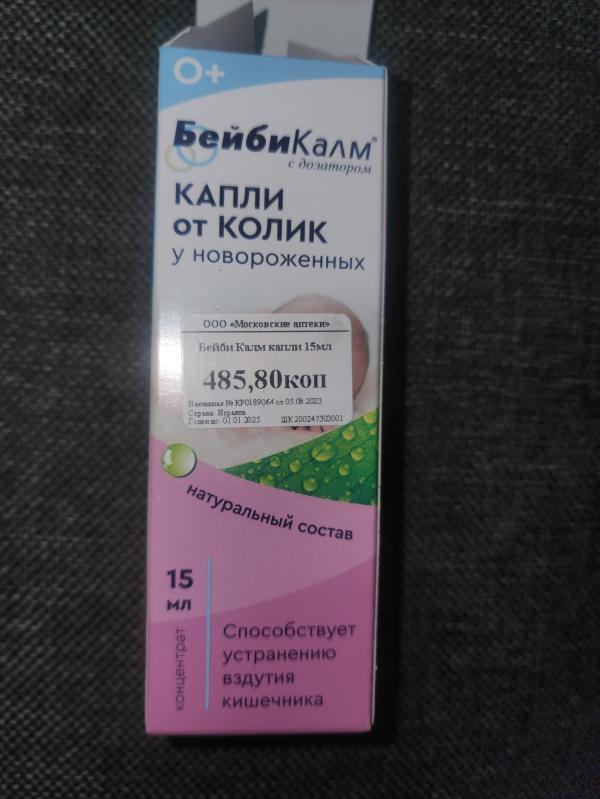 0+
БейбиКалм®
с дозатором
КАПЛИ
от КОЛИК
у новорожденных
ООО «Московские аптеки»
Бейби Калм капли 15мл
485,80коп
Накладная № КР0189064 от 05.08.2023
Страна: Израиль
Годен до: 01.01.2025 ШК 200247303001
натуральный состав
15
мл
концентрат
Способствует
устранению
вздутия
кишечника